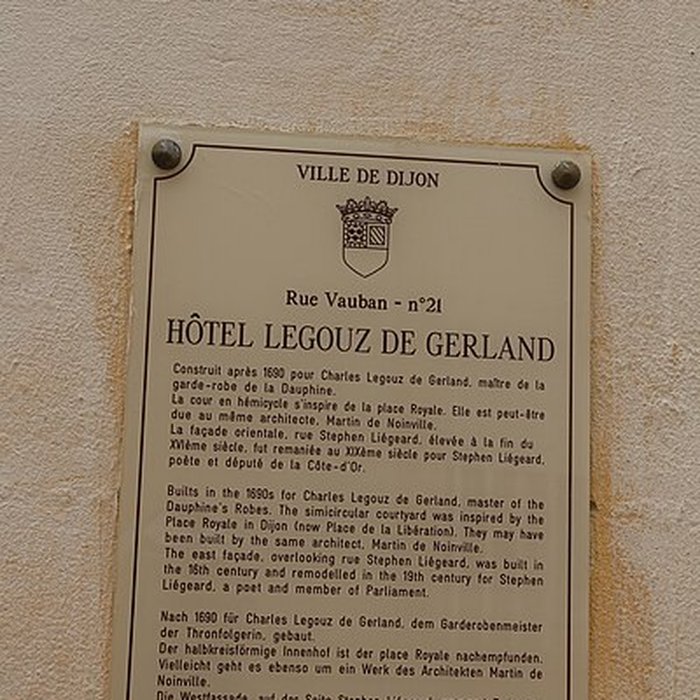 VILLE DE DIJON
Rue Vauban - n°21
HÔTEL LEGOUZ DE GERLAND
Construit après 1690 pour Charles Legouz de Gerland, maître de la
garde-robe de la Dauphine.
La cour en hémicycle s'inspire de la place Royale. Elle est peut-être
due au même architecte, Martin de Noinville.
La façade orientale, rue Stephen Liégeard, élevée à la fin du
XVIème siècle, fut remaniée au XIXème siècle pour Stephen Liégeard,
poète et député de la Côte-d'Or.
Builts in the 1690s for Charles Legouz de Gerland, master of the
Dauphine's Robes. The simicircular courtyard was inspired by the
Place Royale in Dijon (now Place de la Libération). They may have
been built by the same architect, Martin de Noinville.
The east façade, overlooking rue Stephen Liégeard, was built in
the 16th century and remodelled in the 19th century for Stephen
Liégeard, a poet and member of Parliament.
Nach 1690 für Charles Legouz de Gerland, dem Garderobenmeister
der Thronfolgerin, gebaut.
Der halbkreisförmige Innenhof ist der place Royale nachempfunden.
Vielleicht geht es ebenso um ein Werk des Architekten Martin de
Noinville.
Die Westfassade, auf der Seite Stephen